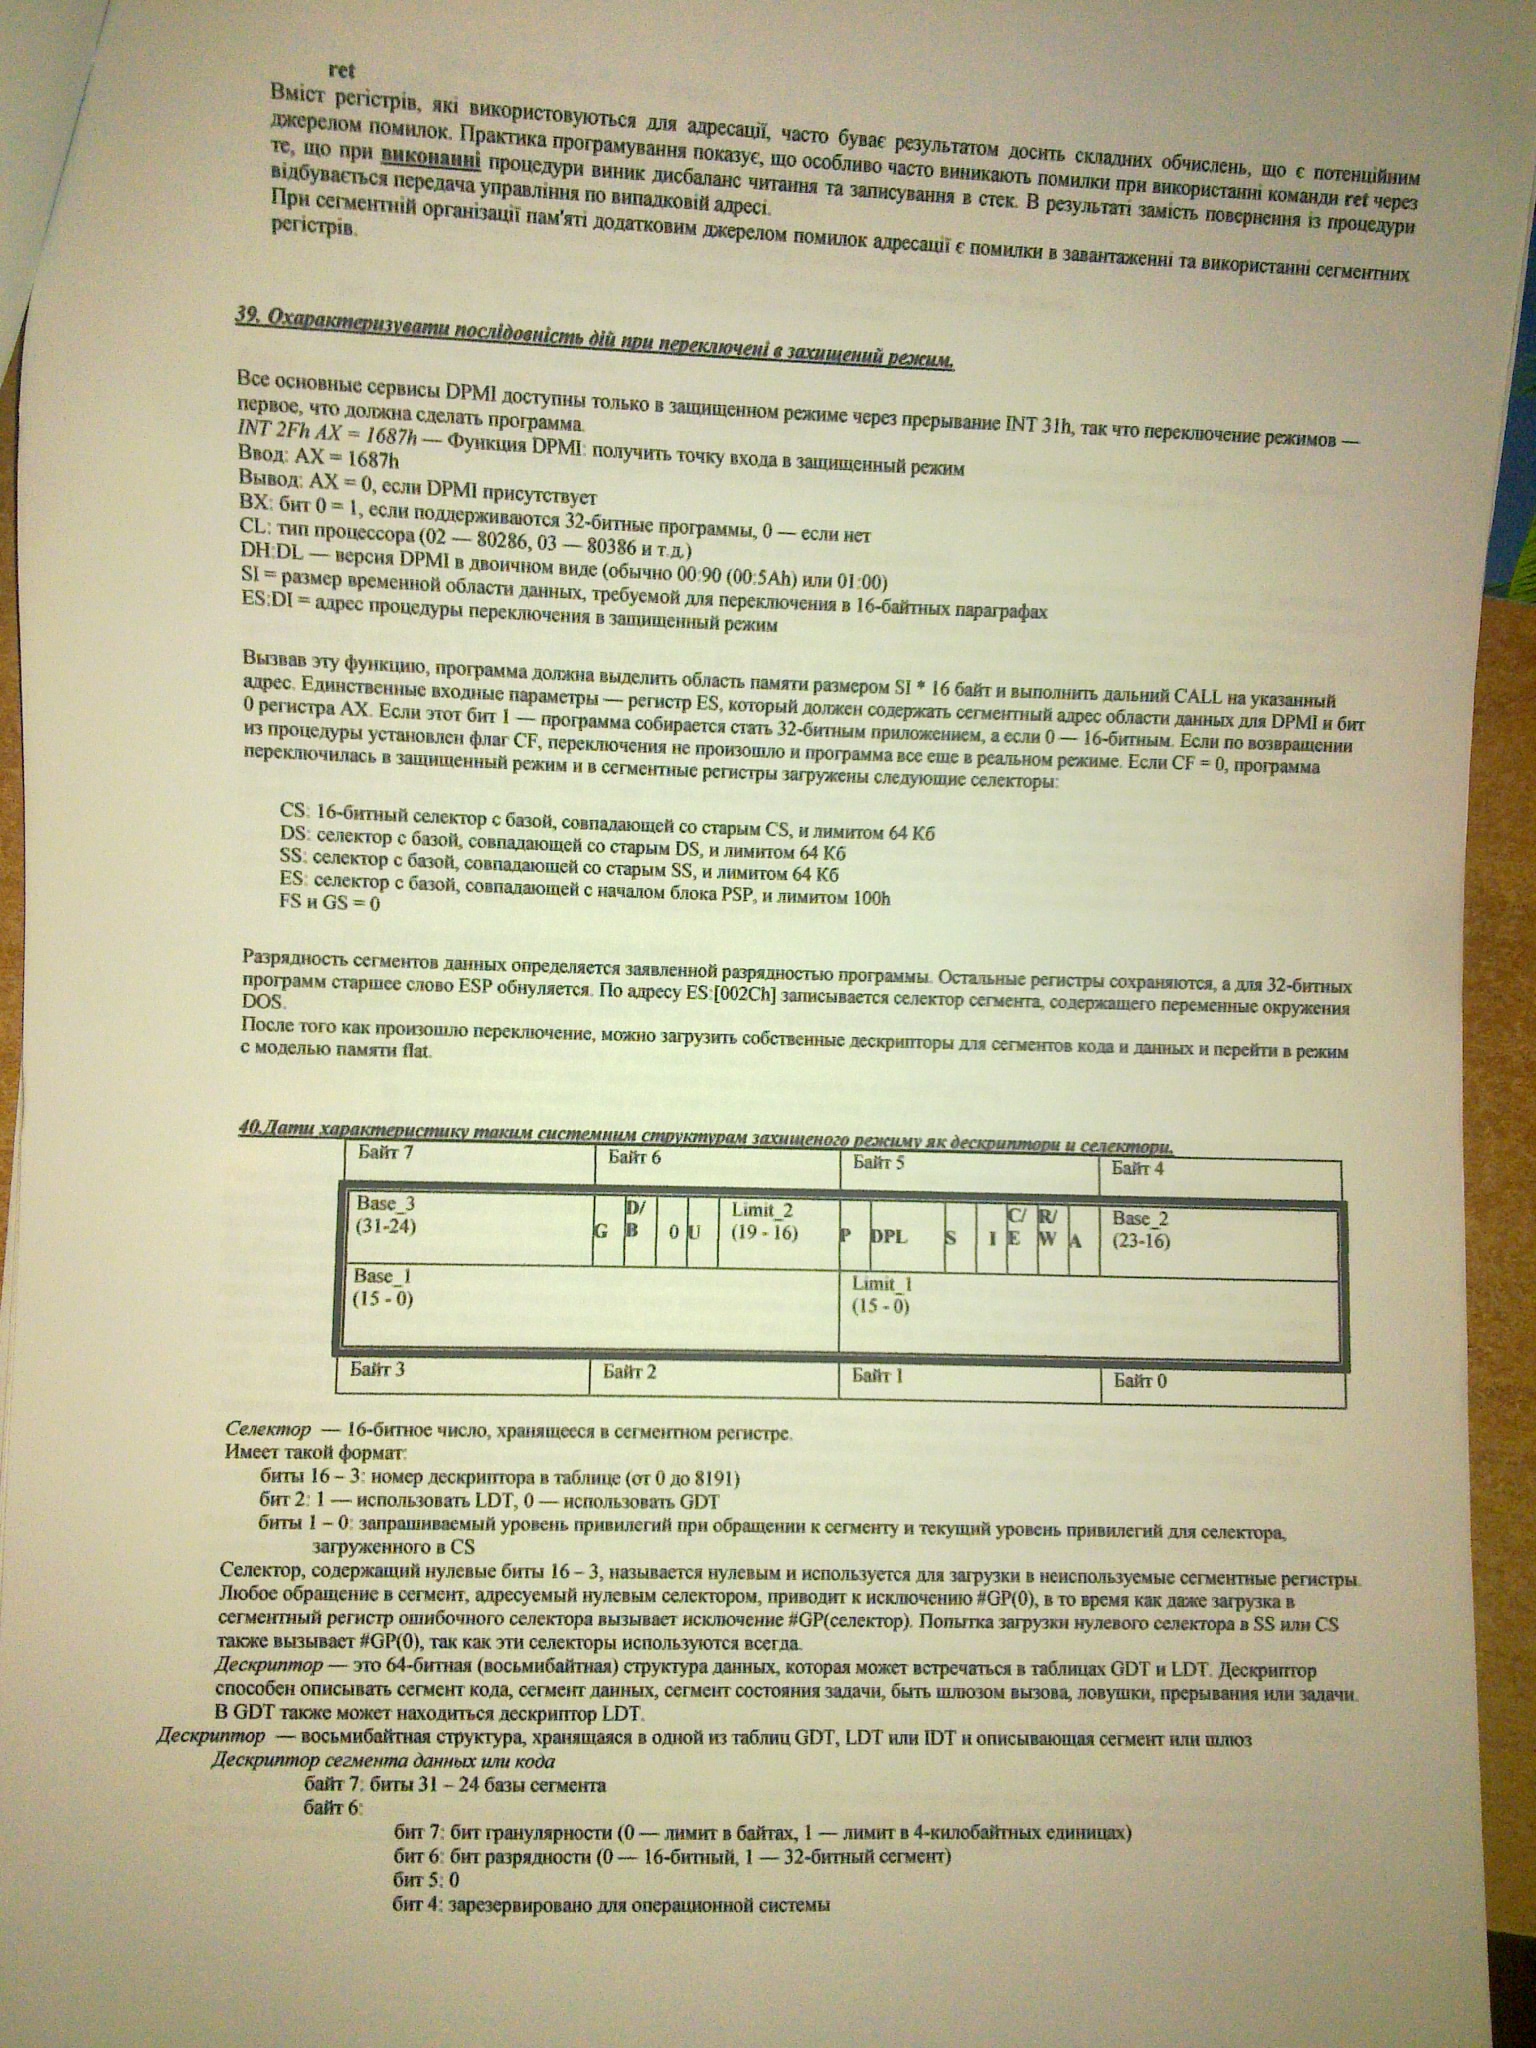 ret
Вміст регістрів, які використовуються для адресації, часто буває результатом досить складних обчислень, що є потенційним
джерелом помилок. Практика програмування показує, що особливо часто виникають помилки при використанні команди ret через
те, що при виконанні процедури виник дисбаланс читання та записування в стек. В результаті замість повернення із процедури
відбувається передача управління по випадковій адресі.
При сегментній організації пам'яті додатковим джерелом помилок адресації є помилки в завантаженні та використанні сегментних
регістрів.
39. Охарактеризувати послідовність дій при переключені в захищений режим.
Все основные сервисы DPMI доступны только в защищенном режиме через прерывание INT 31h, так что переключение режимов —
первое, что должна сделать программа.
INT 2Fh AX = 1687h — Функция DPMI: получить точку входа в защищенный режим
Ввод: AX = 1687h
Вывод: AX = 0, если DPMI присутствует
BX: бит 0 = 1, если поддерживаются 32-битные программы, 0 — если нет
CL: тип процессора (02 — 80286, 03 — 80386 и т.д.)
DH:DL — версия DPMI в двоичном виде (обычно 00:90 (00:5Ah) или 01:00)
SI = размер временной области данных, требуемой для переключения в 16-байтных параграфах
ES:DI = адрес процедуры переключения в защищенный режим
Вызвав эту функцию, программа должна выделить область памяти размером SI * 16 байт и выполнить дальний CALL на указанный
адрес. Единственные входные параметры — регистр ES, который должен содержать сегментный адрес области данных для DPMI и бит
0 регистра AX. Если этот бит 1 — программа собирается стать 32-битным приложением, а если 0 — 16-битным. Если по возвращении
из процедуры установлен флаг CF, переключения не произошло и программа все еще в реальном режиме. Если CF = 0, программа
переключилась в защищенный режим и в сегментные регистры загружены следующие селекторы:
CS: 16-битный селектор с базой, совпадающей со старым CS, и лимитом 64 Кб
DS: селектор с базой, совпадающей со старым DS, и лимитом 64 Кб
SS: селектор с базой, совпадающей со старым SS, и лимитом 64 Кб
ES: селектор с базой, совпадающей с началом блока PSP, и лимитом 100h
FS и GS = 0
Разрядность сегментов данных определяется заявленной разрядностью программы. Остальные регистры сохраняются, а для 32-битных
программ старшее слово ESP обнуляется. По адресу ES:[002Ch] записывается селектор сегмента, содержащего переменные окружения
DOS.
После того как произошло переключение, можно загрузить собственные дескрипторы для сегментов кода и данных и перейти в режим
с моделью памяти flat.
40.Дати характеристику таким системним структурам захищеного режиму як дескриптори и селектори.
Байт 7 Байт 6 Байт 5 Байт 4
Base_3 (31-24) G D/B 0 U Limit_2 (19 - 16) P DPL S I C/E R/W A Base_2 (23-16)
Base_1 (15 - 0) Limit_1 (15 - 0)
Байт 3 Байт 2 Байт 1 Байт 0
Селектор — 16-битное число, хранящееся в сегментном регистре.
Имеет такой формат:
биты 16 – 3: номер дескриптора в таблице (от 0 до 8191)
бит 2: 1 — использовать LDT, 0 — использовать GDT
биты 1 – 0: запрашиваемый уровень привилегий при обращении к сегменту и текущий уровень привилегий для селектора,
загруженного в CS
Селектор, содержащий нулевые биты 16 – 3, называется нулевым и используется для загрузки в неиспользуемые сегментные регистры.
Любое обращение в сегмент, адресуемый нулевым селектором, приводит к исключению #GP(0), в то время как даже загрузка в
сегментный регистр ошибочного селектора вызывает исключение #GP(селектор). Попытка загрузки нулевого селектора в SS или CS
также вызывает #GP(0), так как эти селекторы используются всегда.
Дескриптор — это 64-битная (восьмибайтная) структура данных, которая может встречаться в таблицах GDT и LDT. Дескриптор
способен описывать сегмент кода, сегмент данных, сегмент состояния задачи, быть шлюзом вызова, ловушки, прерывания или задачи.
В GDT также может находиться дескриптор LDT.
Дескриптор — восьмибайтная структура, хранящаяся в одной из таблиц GDT, LDT или IDT и описывающая сегмент или шлюз
Дескриптор сегмента данных или кода
байт 7: биты 31 – 24 базы сегмента
байт 6:
бит 7: бит гранулярности (0 — лимит в байтах, 1 — лимит в 4-килобайтных единицах)
бит 6: бит разрядности (0 — 16-битный, 1 — 32-битный сегмент)
бит 5: 0
бит 4: зарезервировано для операционной системы